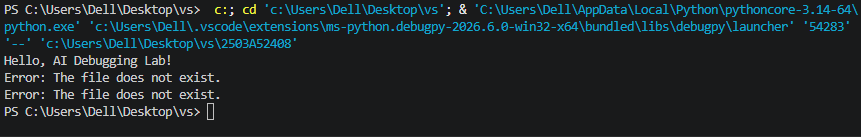 PS C:\Users\Dell\Desktop\vs>  c:; cd 'c:\Users\Dell\Desktop\vs'; & 'C:\Users\Dell\AppData\Local\Python\pythoncore-3.14-64\
python.exe' 'c:\Users\Dell\.vscode\extensions\ms-python.debugpy-2026.6.0-win32-x64\bundled\libs\debugpy\launcher' '54283'
'--' 'c:\Users\Dell\Desktop\vs\2503A52408'
Hello, AI Debugging Lab!
Error: The file does not exist.
Error: The file does not exist.
PS C:\Users\Dell\Desktop\vs>